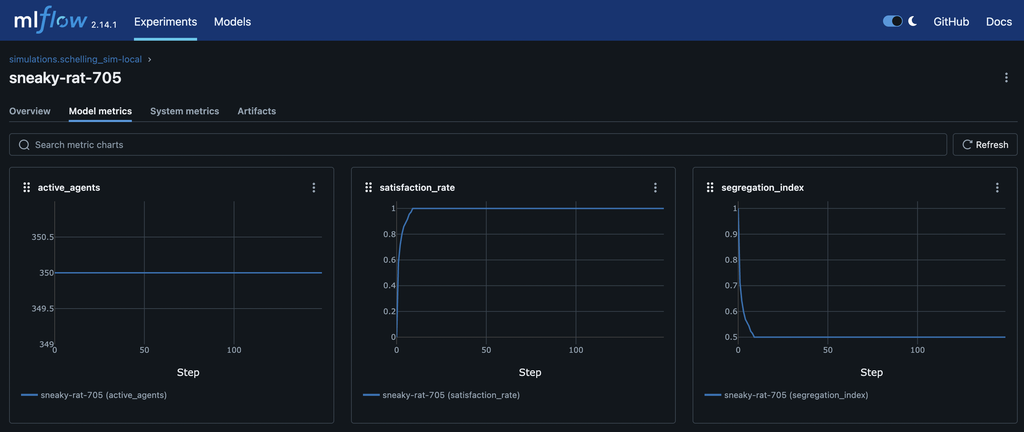 mlflow 2.14.1 Experiments Models GitHub Docs
simulations.schelling_sim-local ›
sneaky-rat-705
Overview Model metrics System metrics Artifacts
Search metric charts Refresh
active_agents
350.5
350
349.5
349
0 50 100
Step
sneaky-rat-705 (active_agents)
satisfaction_rate
1
0.8
0.6
0.4
0.2
0
0 50 100
Step
sneaky-rat-705 (satisfaction_rate)
segregation_index
1
0.9
0.8
0.7
0.6
0.5
0 50 100
Step
sneaky-rat-705 (segregation_index)